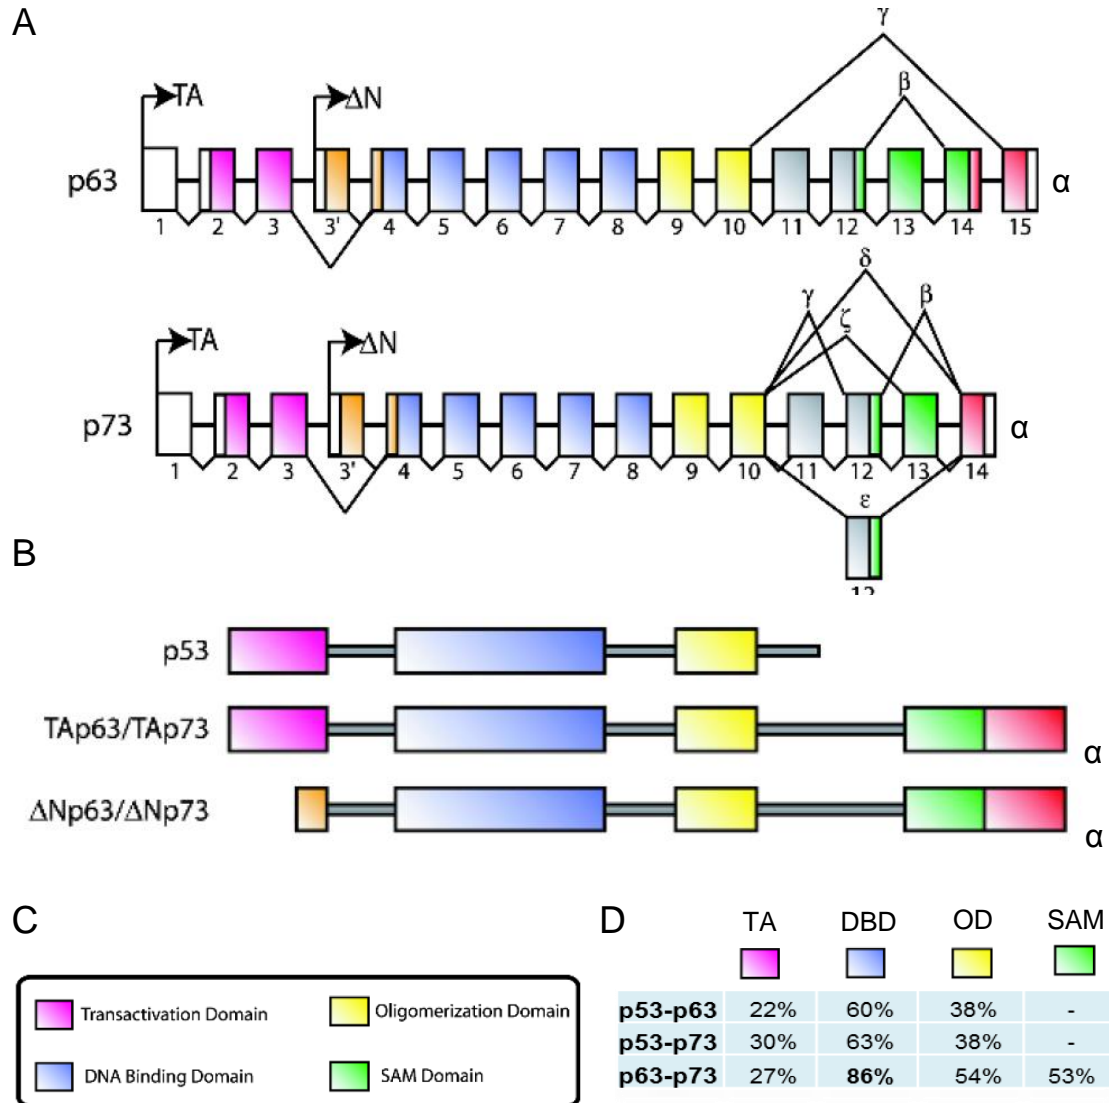 A
γ
β
TA
ΔN
p63
α
1 2 3 3' 4 5 6 7 8 9 10 11 12 13 14 15
δ
γ
β
ζ
TA
ΔN
p73
α
1 2 3 3' 4 5 6 7 8 9 10 11 12 13 14
ε
B
p53
TAp63/TAp73
α
ΔNp63/ΔNp73
α
C
Transactivation Domain
Oligomerization Domain
DNA Binding Domain
SAM Domain
D
TA DBD OD SAM
p53-p63 22% 60% 38% -
p53-p73 30% 63% 38% -
p63-p73 27% 86% 54% 53%